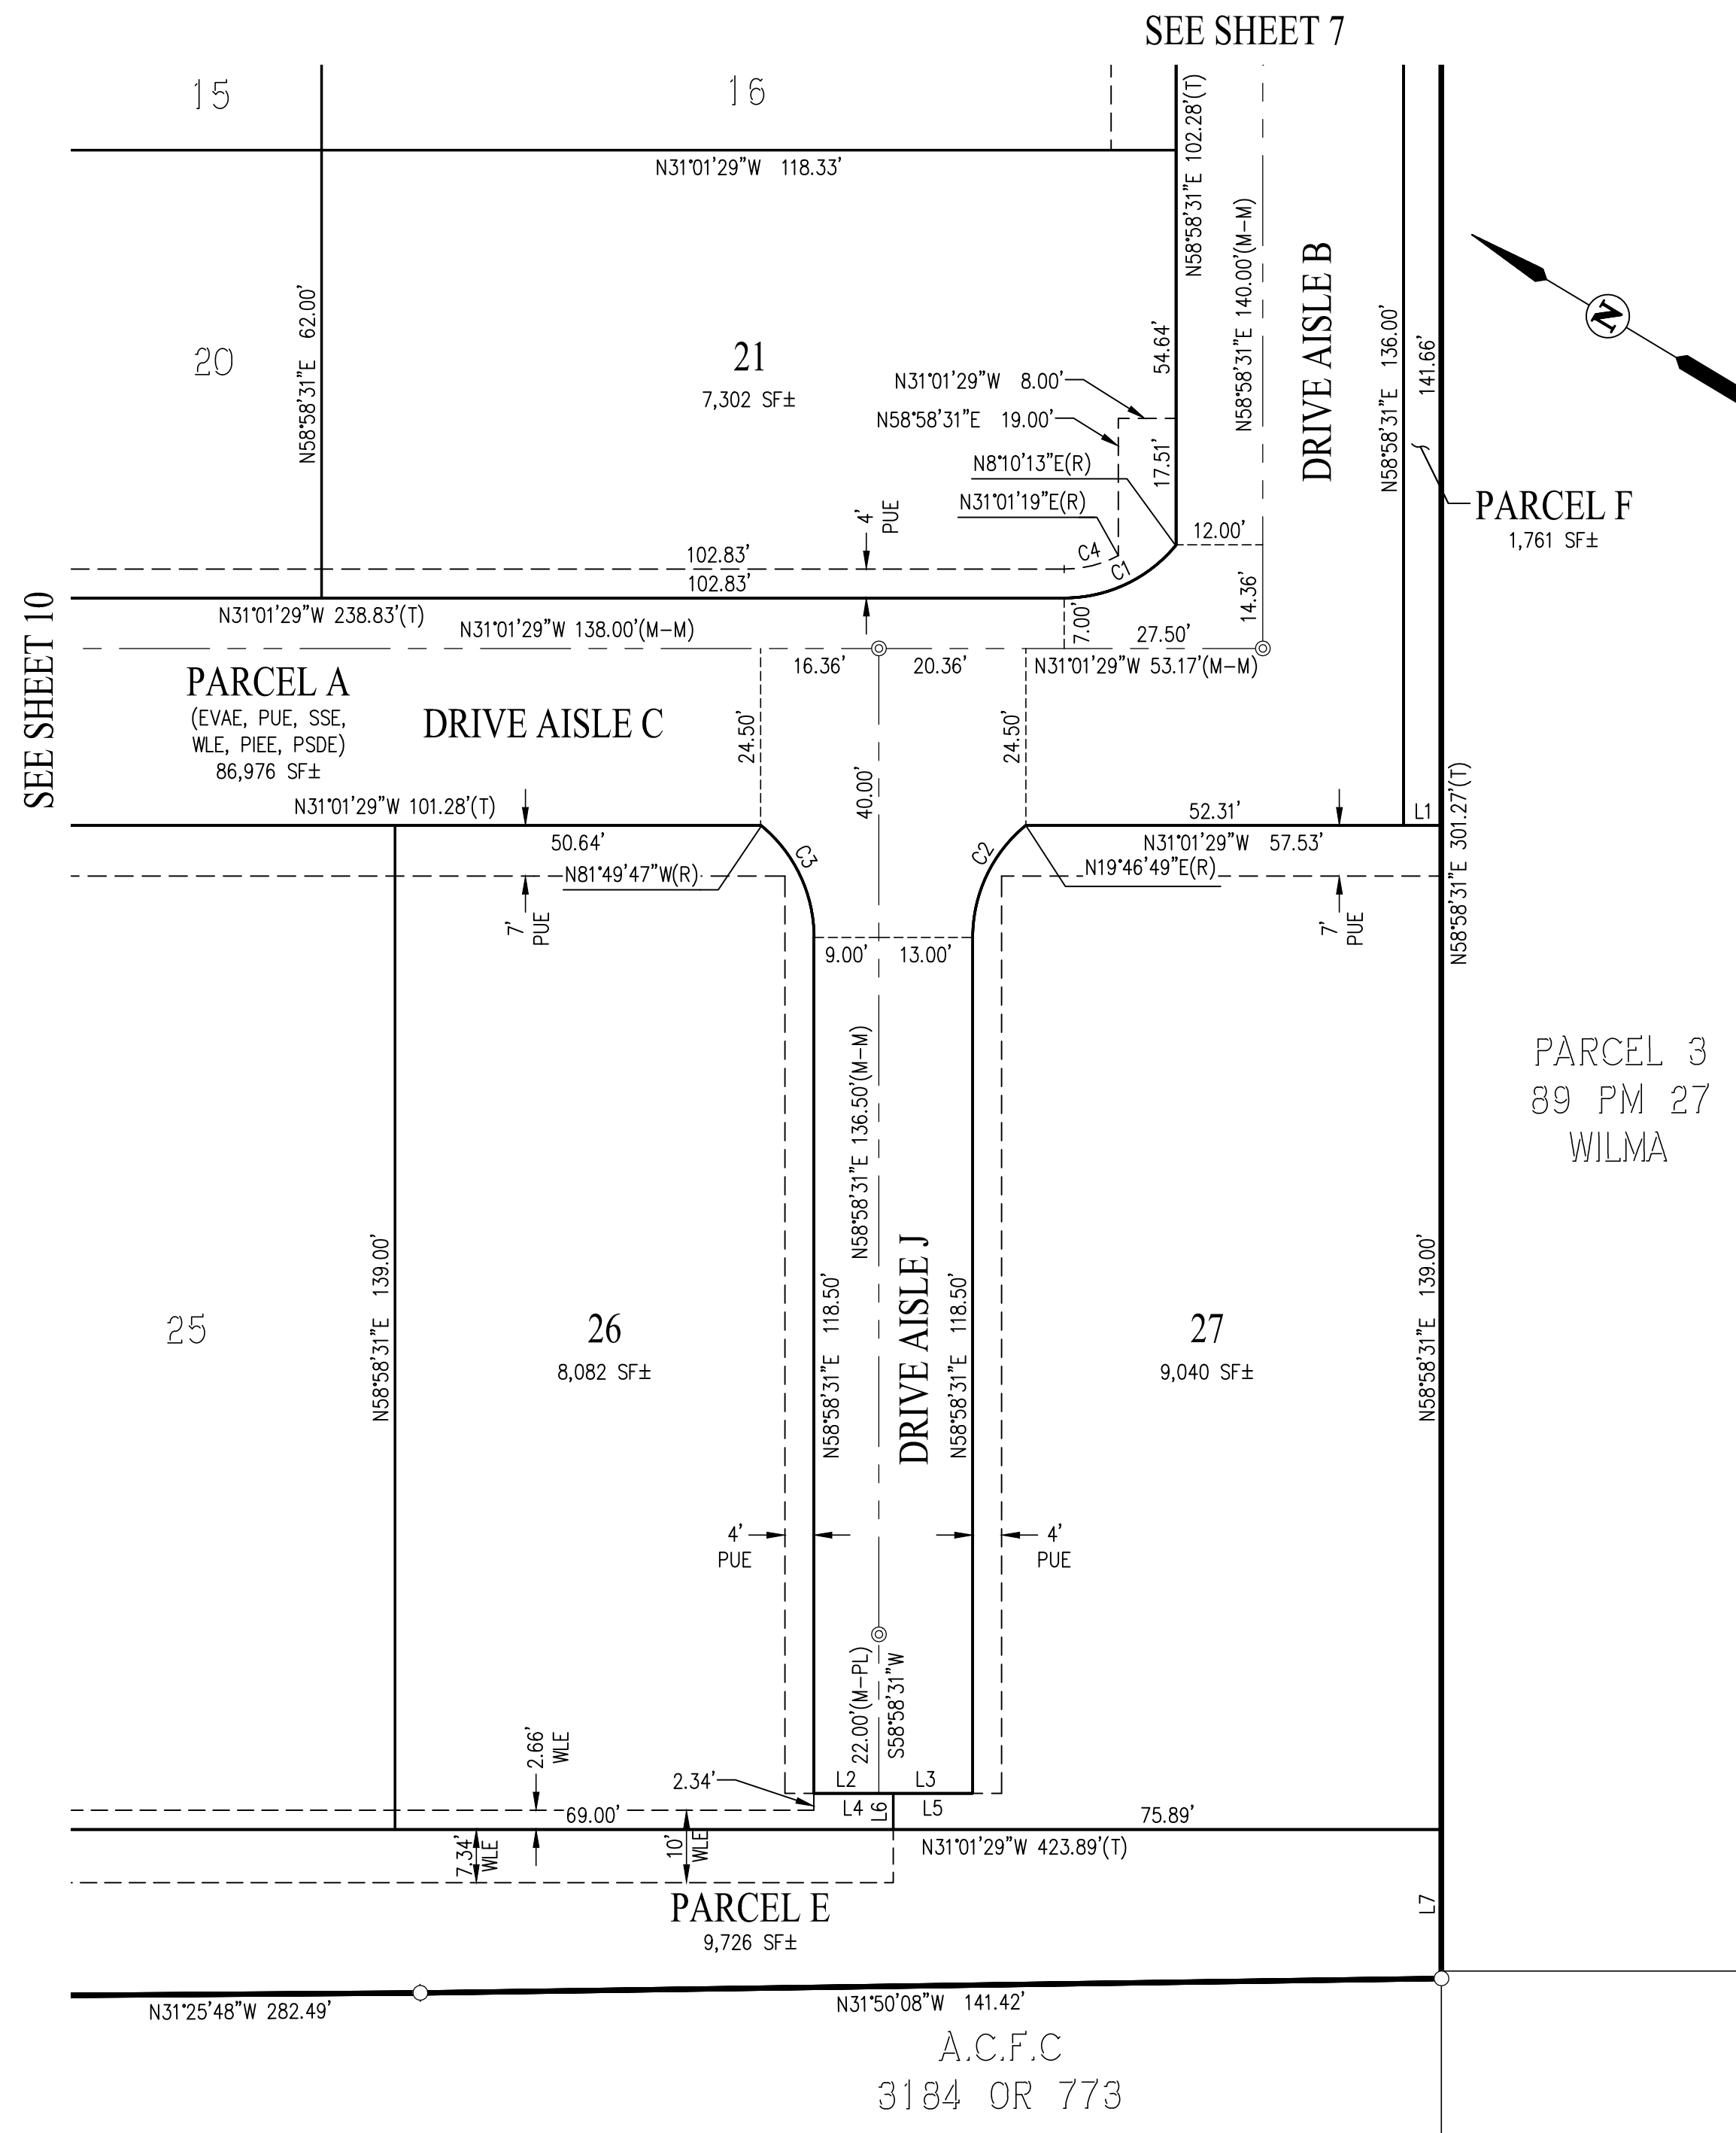 SEE SHEET 7
15
16
N31°01'29"W 118.33'
N58°58'31"E 102.28'(T)
N58°58'31"E 140.00'(M-M)
DRIVE AISLE B
N58°58'31"E 136.00'
141.66'
N
20
N58°58'31"E 62.00'
21
7,302 SF±
54.64'
N31°01'29"W 8.00'
N58°58'31"E 19.00'
17.51'
N8°10'13"E(R)
N31°01'19"E(R)
PARCEL F
1,761 SF±
4'
PUE
12.00'
C4
C1
102.83'
102.83'
14.36'
7.00'
27.50'
SEE SHEET 10
N31°01'29"W 238.83'(T)
N31°01'29"W 138.00'(M-M)
16.36'
20.36'
N31°01'29"W 53.17'(M-M)
PARCEL A
(EVAE, PUE, SSE,
WLE, PIEE, PSDE)
86,976 SF±
DRIVE AISLE C
24.50'
40.00'
24.50'
N31°01'29"W 101.28'(T)
50.64'
C3
C2
52.31'
L1
N31°01'29"W 57.53'
N81°49'47"W(R)
N19°46'49"E(R)
N58°58'31"E 301.27'(T)
7'
PUE
7'
PUE
9.00'
13.00'
N58°58'31"E 136.50'(M-M)
PARCEL 3
89 PM 27
WILMA
N58°58'31"E 139.00'
N58°58'31"E 118.50'
DRIVE AISLE J
N58°58'31"E 118.50'
N58°58'31"E 139.00'
25
26
8,082 SF±
27
9,040 SF±
4'
PUE
4'
PUE
22.00'(M-PL)
S58°58'31"W
2.66'
WLE
2.34'
L2
L3
L4
L6
L5
69.00'
75.89'
7.34'
WLE
10'
WLE
N31°01'29"W 423.89'(T)
PARCEL E
9,726 SF±
L7
N31°25'48"W 282.49'
N31°50'08"W 141.42'
A.C.F.C
3184 OR 773